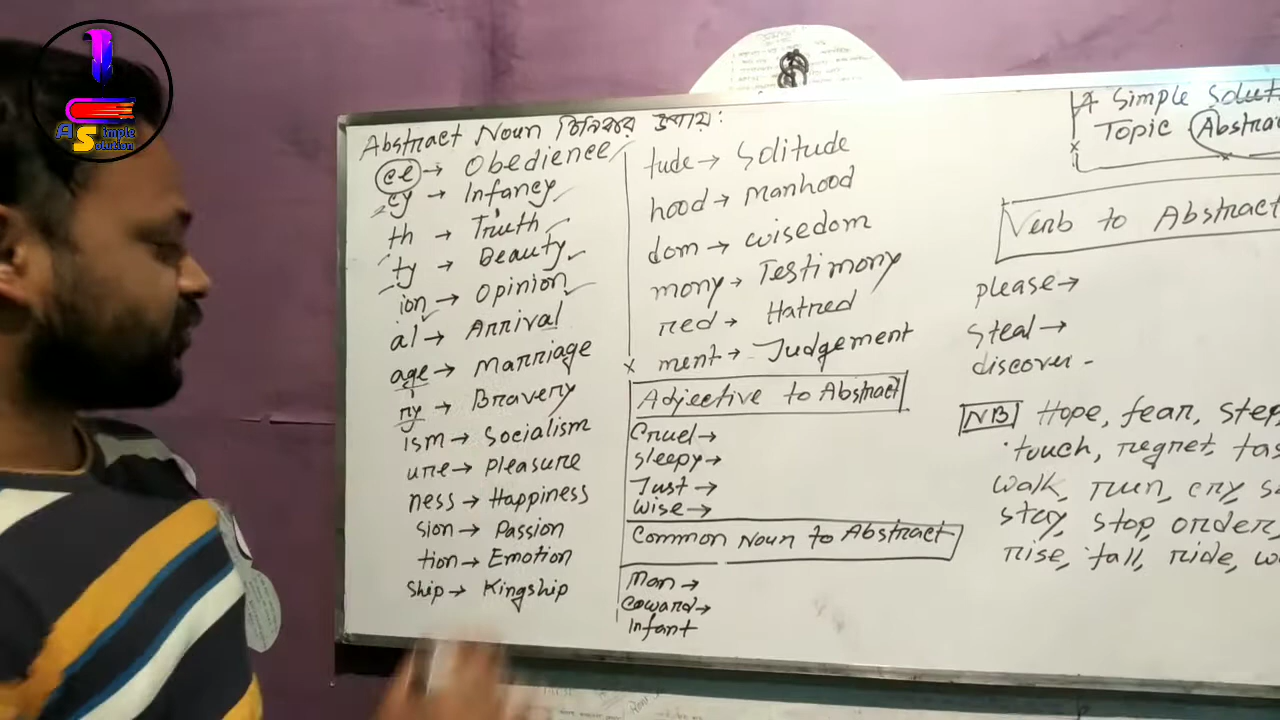 A Simple Solution
Abstract Noun চিনিবার উপায়:
ce → Obedience
cy → Infancy
th → Truth
ty → Beauty
ion → Opinion
al → Arrival
age → Marriage
ry → Bravery
ism → Socialism
ure → Pleasure
ness → Happiness
sion → Passion
tion → Emotion
Ship → Kingship
tude → Solitude
hood → Manhood
dom → Wisedom
mony → Testimony
red → Hatred
x ment → Judgement
Adjective to Abstract
Cruel →
Sleepy →
Just →
Wise →
Common Noun to Abstract
Man →
Coward →
Infant
A Simple Solut
Topic Abstra
Verb to Abstract
please →
steal →
discover -
NB Hope, fear, step,
touch, regret, tas
walk, run, cry, s
stay, stop, order,
rise, fall, ride, w